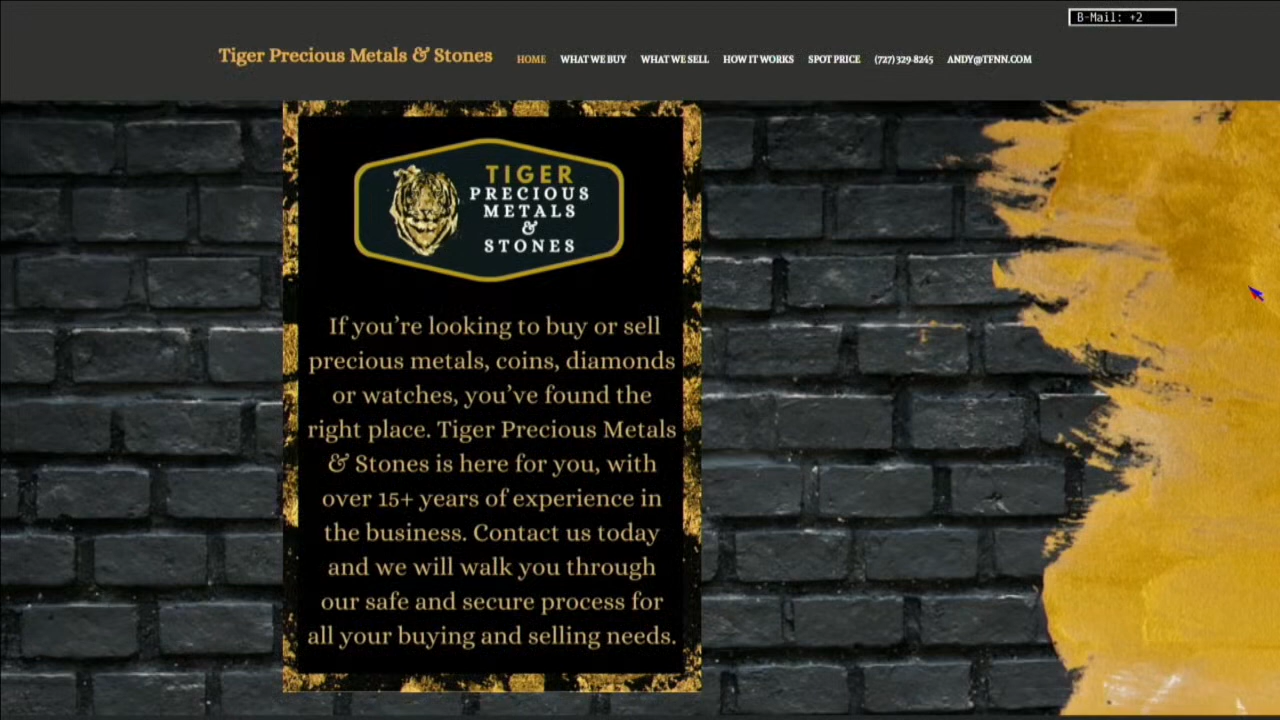 B-Mail: +2
Tiger Precious Metals & Stones
HOME WHAT WE BUY WHAT WE SELL HOW IT WORKS SPOT PRICE (727) 329-8245 ANDY@TFNN.COM
TIGER
PRECIOUS
METALS
&
STONES
If you're looking to buy or sell
precious metals, coins, diamonds
or watches, you've found the
right place. Tiger Precious Metals
& Stones is here for you, with
over 15+ years of experience in
the business. Contact us today
and we will walk you through
our safe and secure process for
all your buying and selling needs.